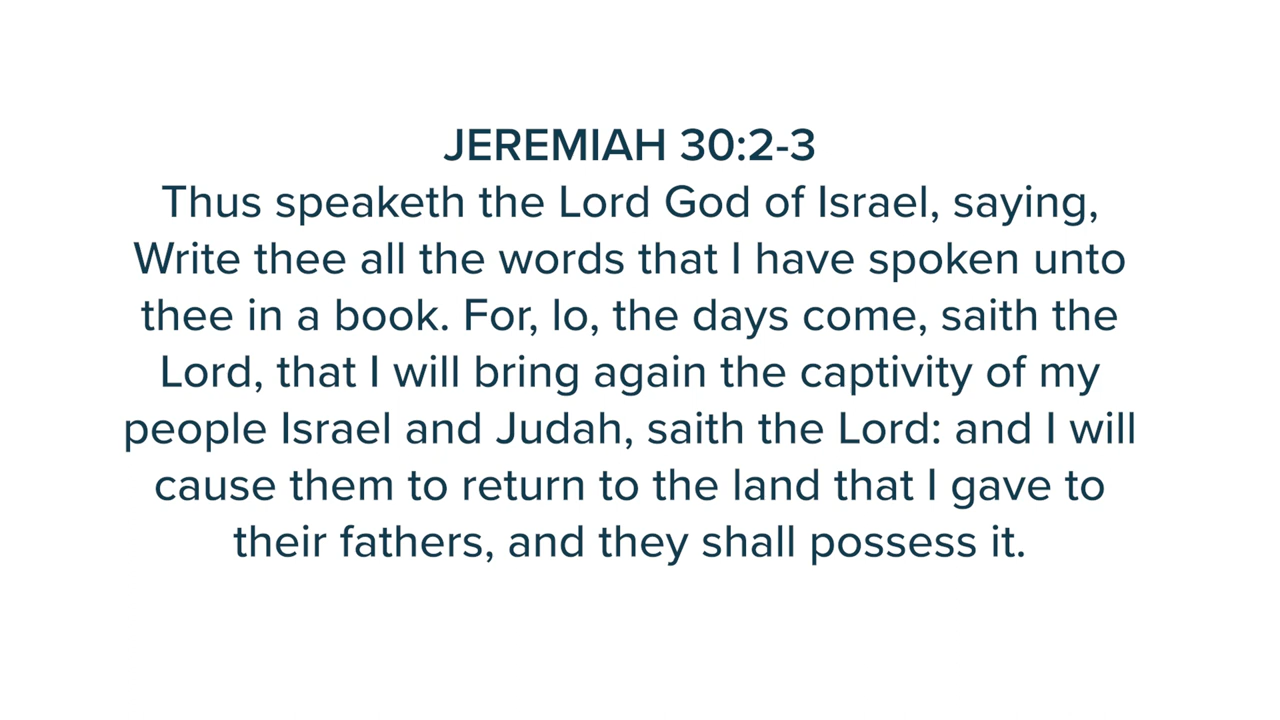 JEREMIAH 30:2-3
Thus speaketh the Lord God of Israel, saying,
Write thee all the words that I have spoken unto
thee in a book. For, lo, the days come, saith the
Lord, that I will bring again the captivity of my
people Israel and Judah, saith the Lord: and I will
cause them to return to the land that I gave to
their fathers, and they shall possess it.